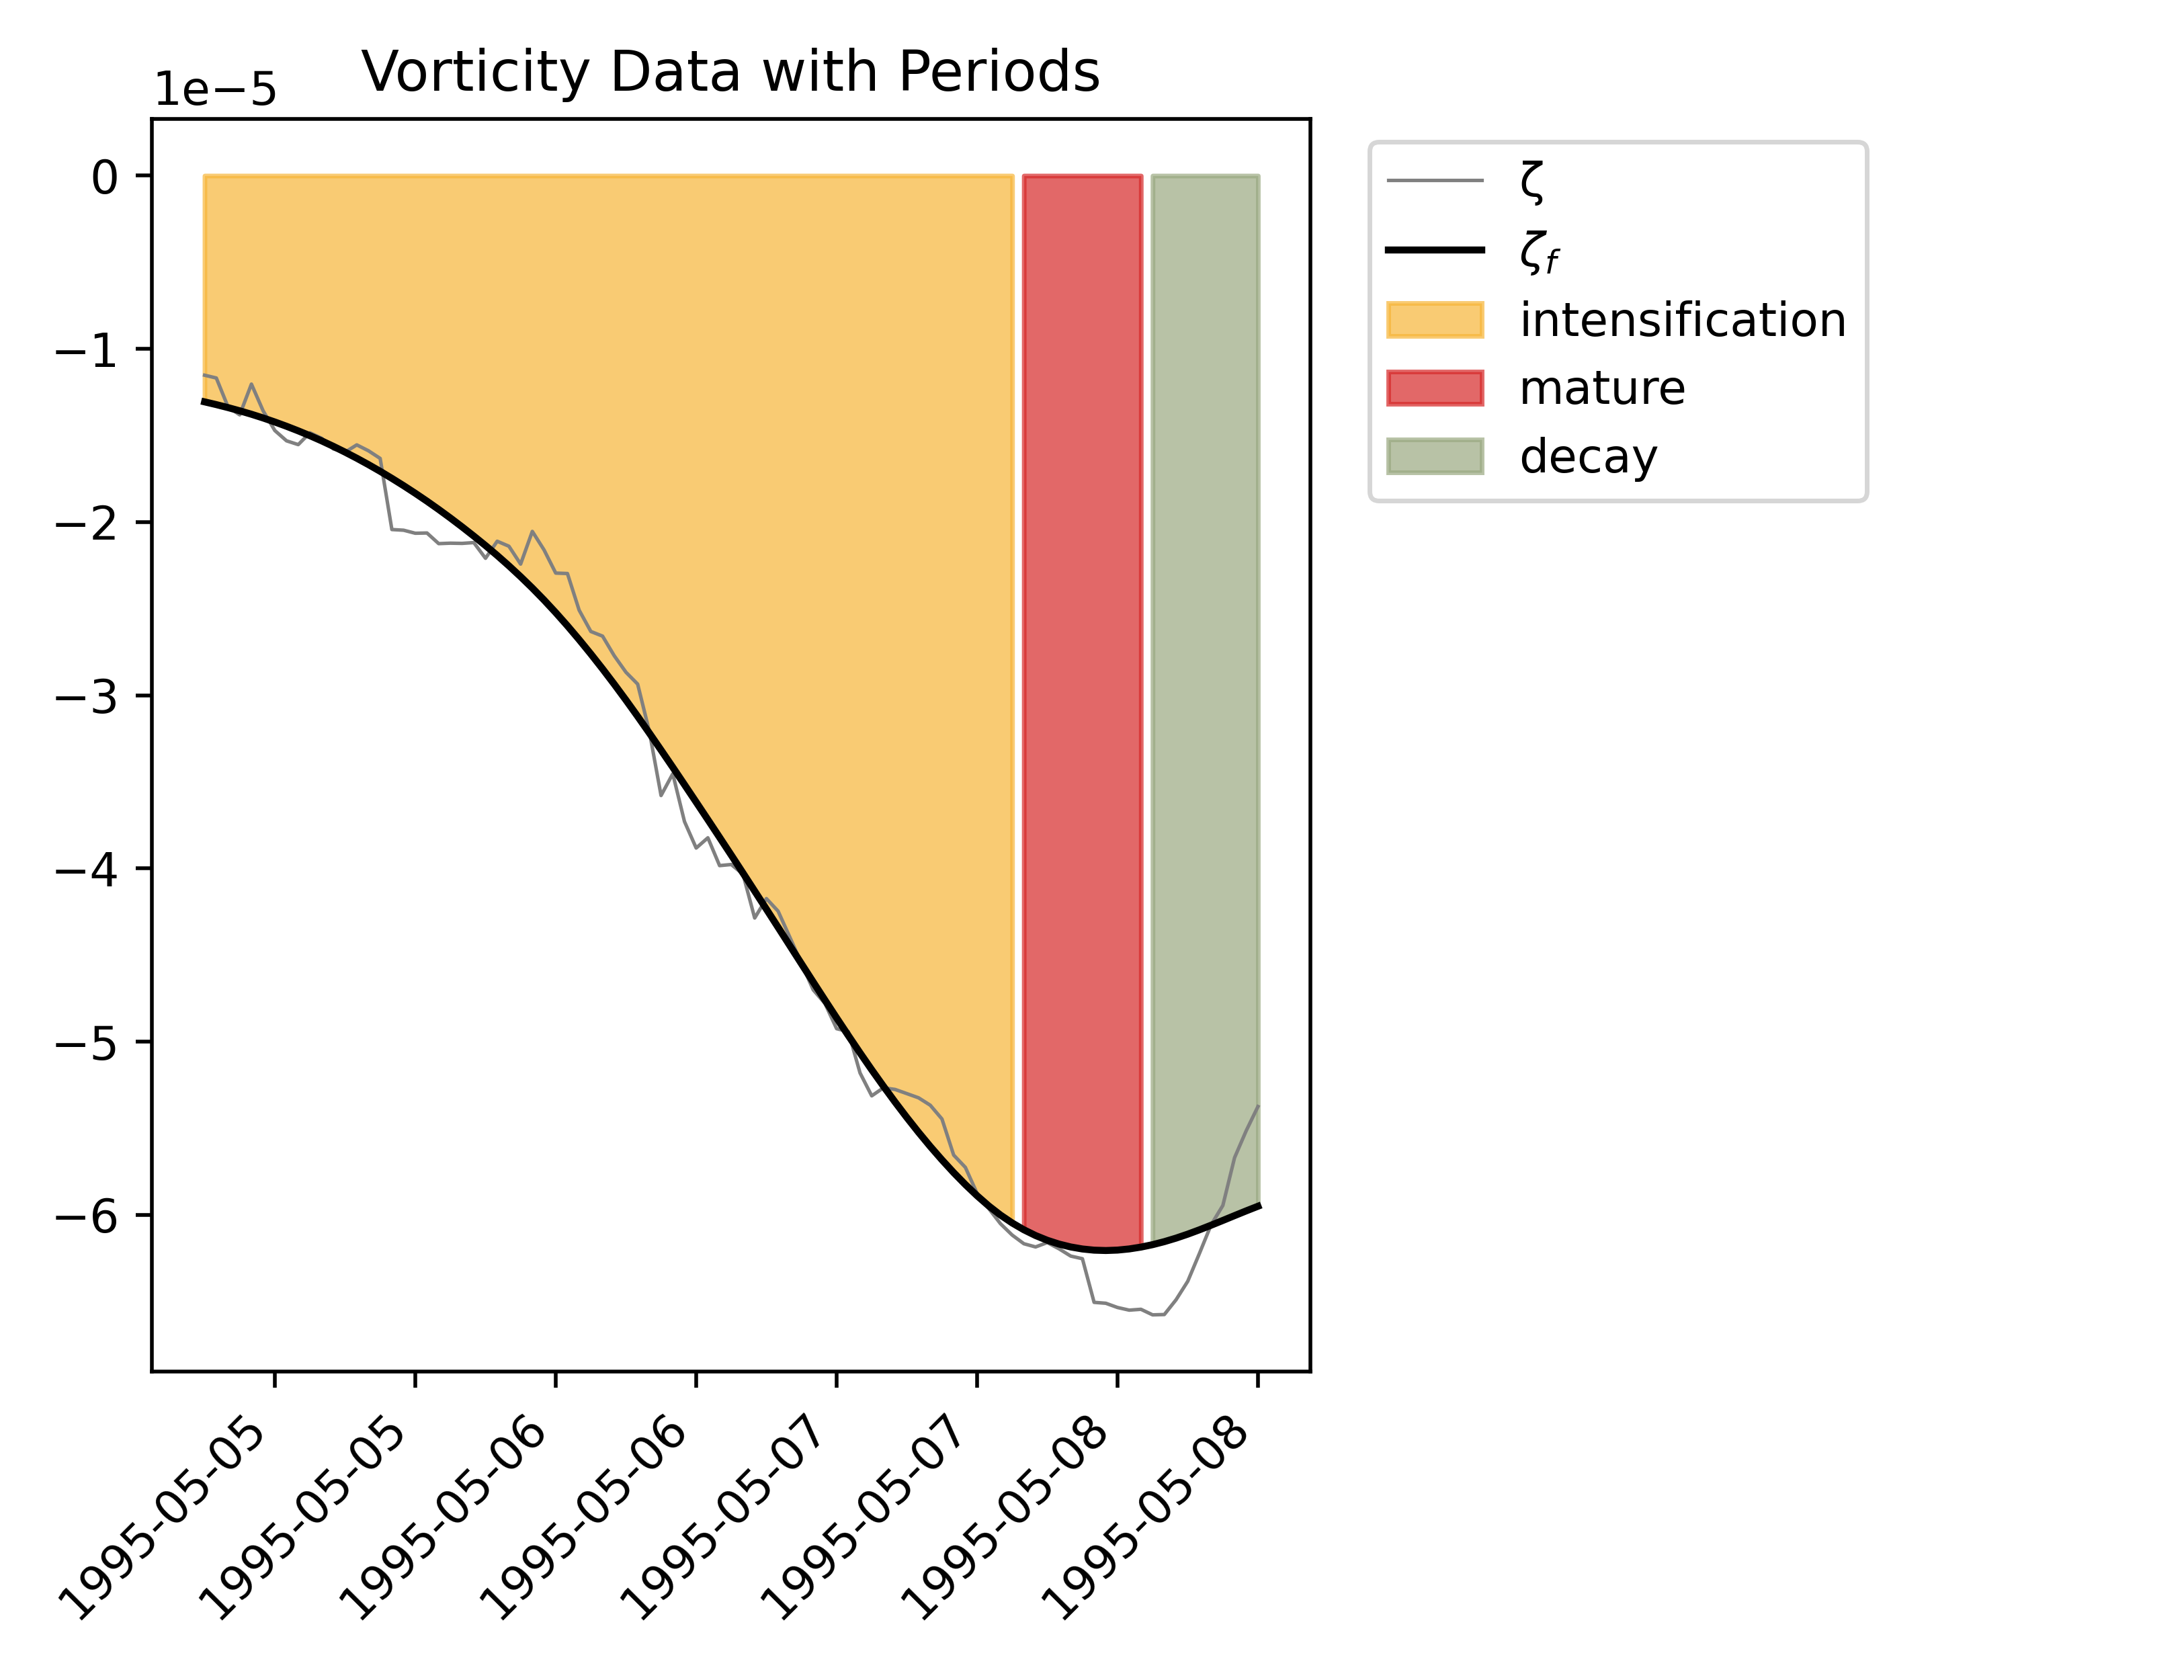 Vorticity Data with Periods
1e−5
0
−1
−2
−3
−4
−5
−6
1995-05-05
1995-05-05
1995-05-06
1995-05-06
1995-05-07
1995-05-07
1995-05-08
1995-05-08
ζ
ζf
intensification
mature
decay